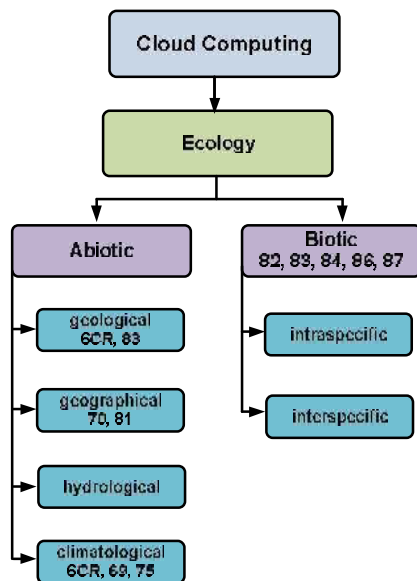 Cloud Computing
Ecology
Abiotic
geological
6CR, 83
geographical
70, 81
hydrological
climatological
6CR, 69, 75
Biotic
82, 83, 84, 86, 87
intraspecific
interspecific